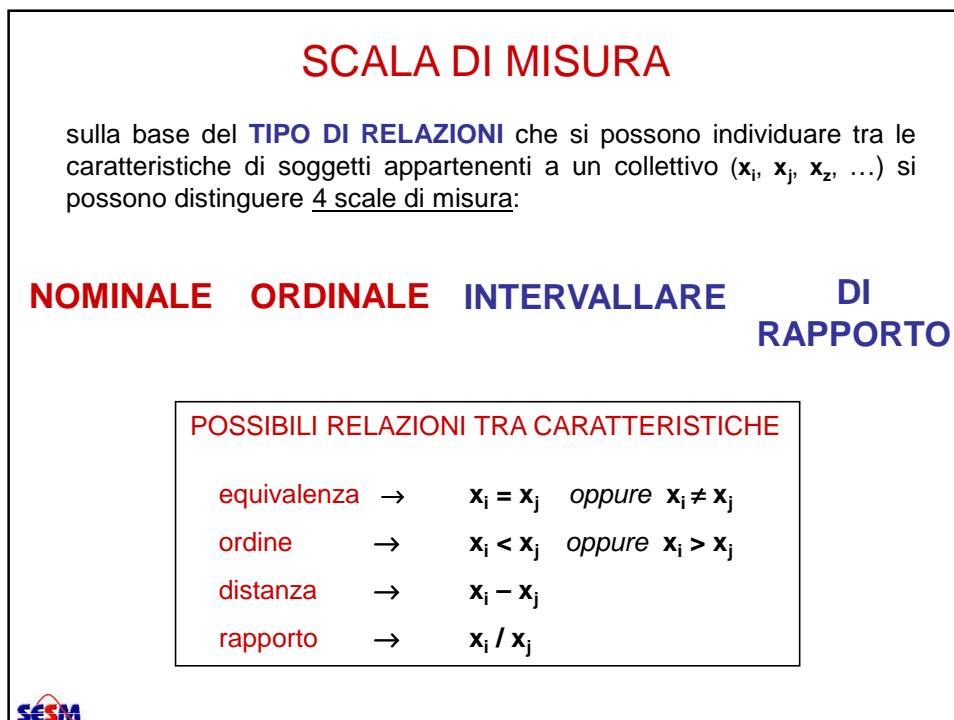 SCALA DI MISURA
sulla base del TIPO DI RELAZIONI che si possono individuare tra le
caratteristiche di soggetti appartenenti a un collettivo (xi, xj, xz, …) si
possono distinguere 4 scale di misura:
NOMINALE ORDINALE INTERVALLARE DI
RAPPORTO
POSSIBILI RELAZIONI TRA CARATTERISTICHE
equivalenza → xi = xj oppure xi ≠ xj
ordine → xi < xj oppure xi > xj
distanza → xi – xj
rapporto → xi / xj
SESM